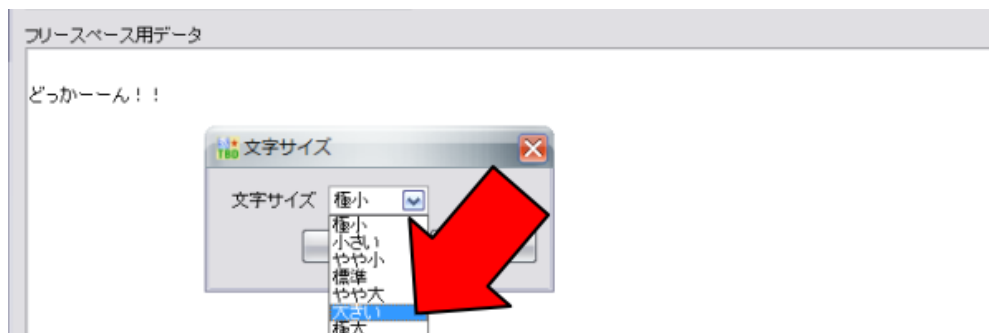 フリースペース用データ
どっかーーん！！
文字サイズ
文字サイズ 極小
極小
小さい
やや小
標準
やや大
大きい
極大